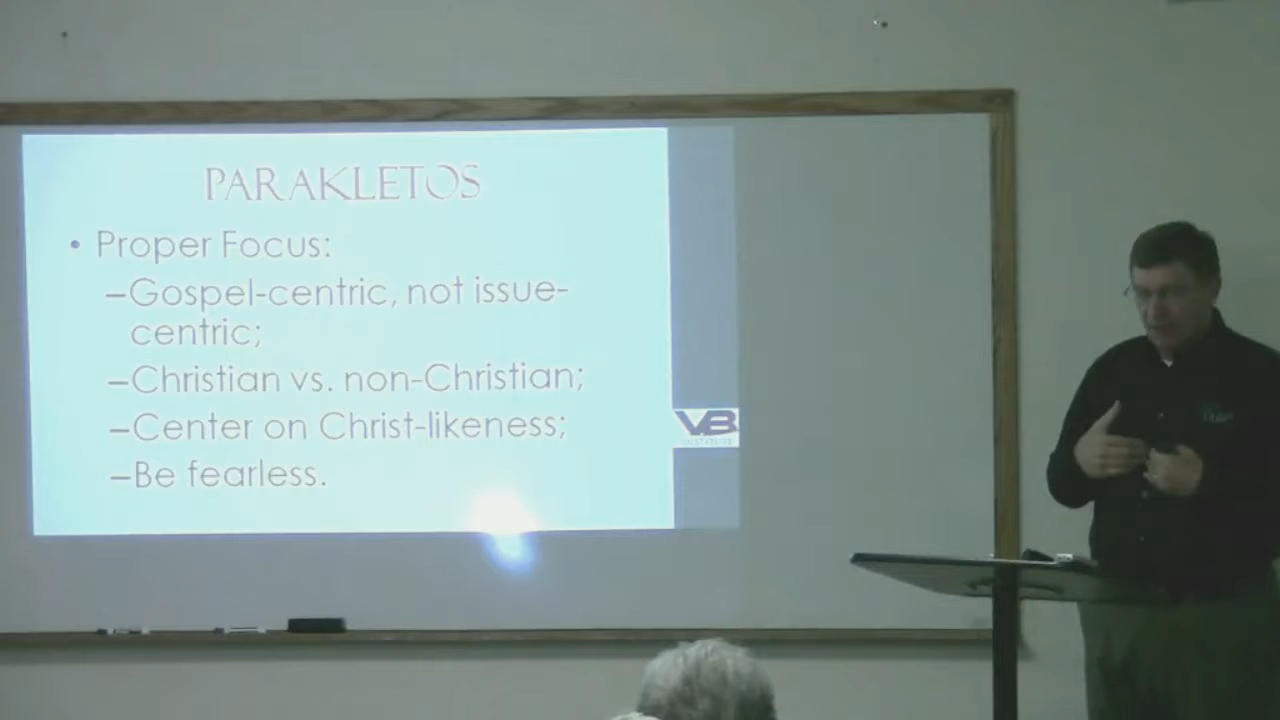 PARAKLETOS
• Proper Focus:
–Gospel-centric, not issue-
centric;
–Christian vs. non-Christian;
–Center on Christ-likeness;
–Be fearless.
VB
INSTITUTE